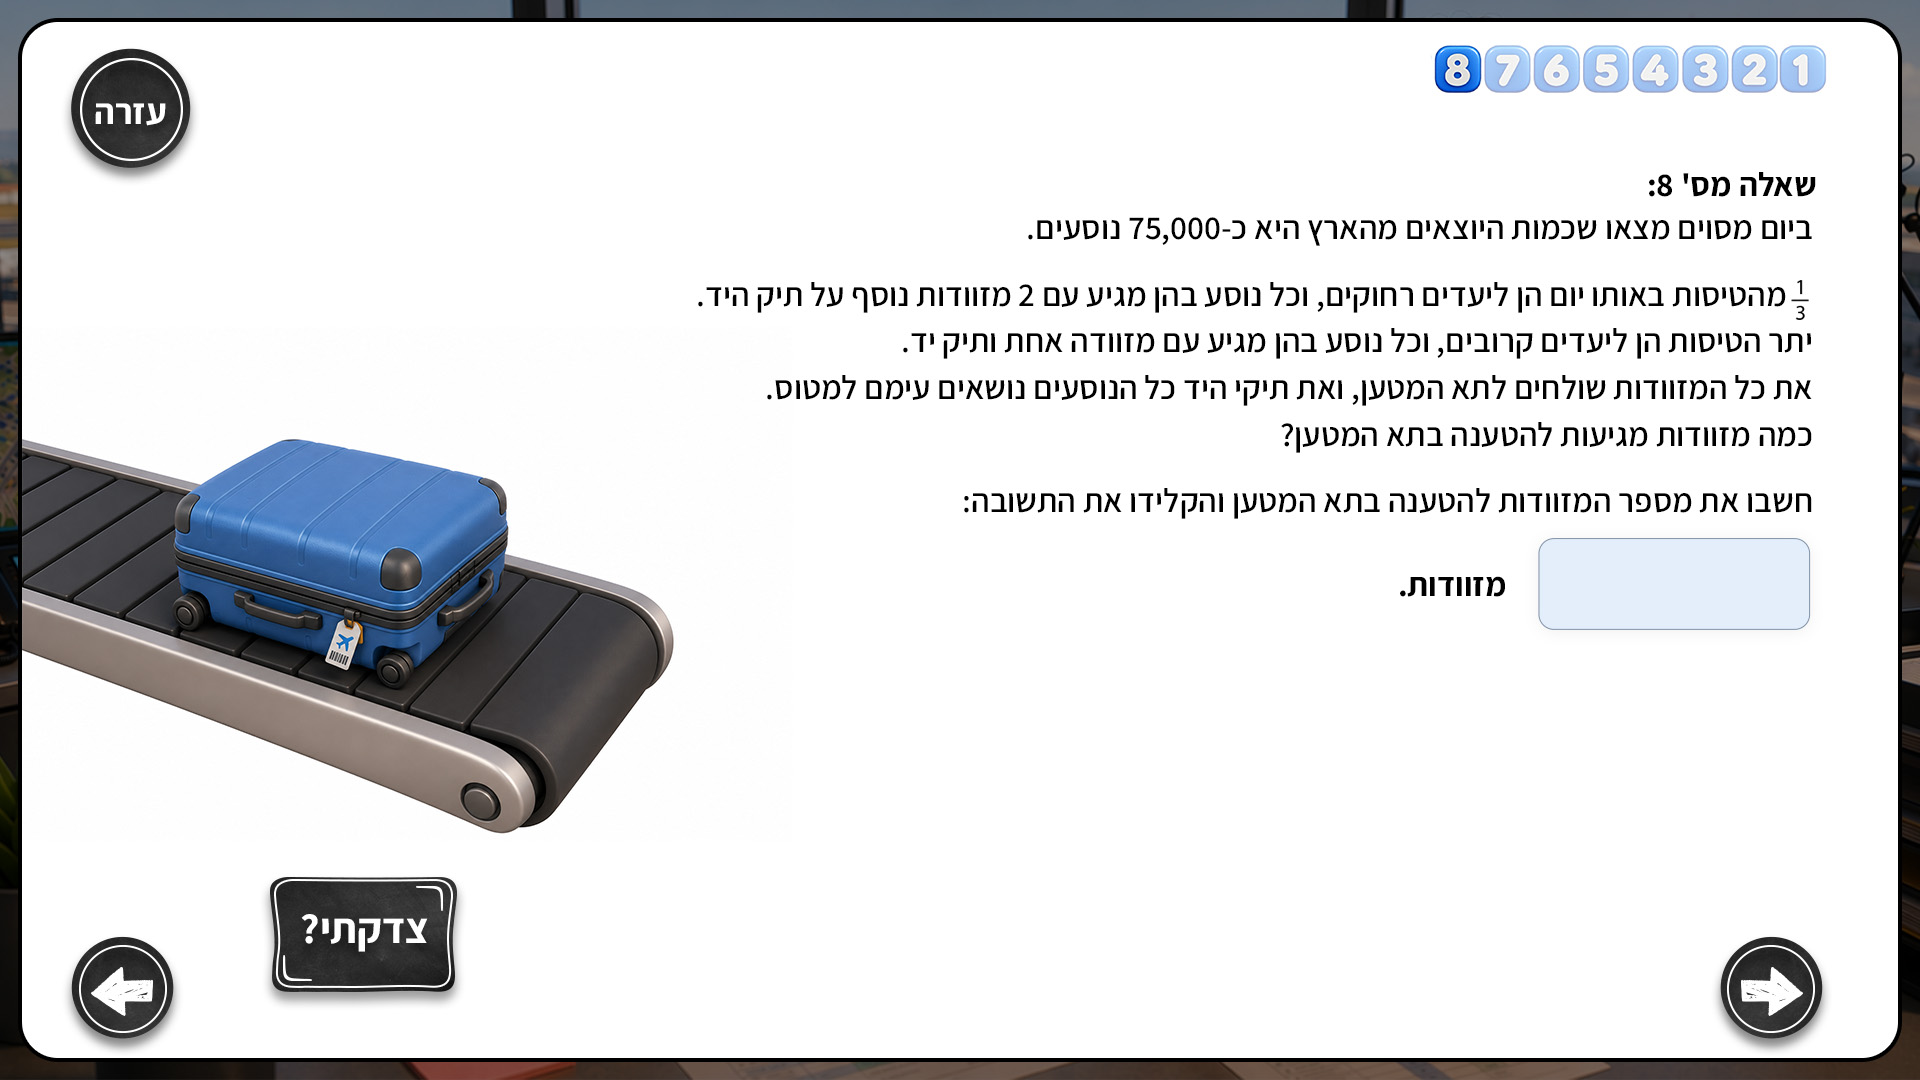 עזרה
8 7 6 5 4 3 2 1
שאלה מס' 8:
ביום מסוים מצאו שכמות היוצאים מהארץ היא כ-75,000 נוסעים.
1/3 מהטיסות באותו יום הן ליעדים רחוקים, וכל נוסע בהן מגיע עם 2 מזוודות נוסף על תיק היד.
יתר הטיסות הן ליעדים קרובים, וכל נוסע בהן מגיע עם מזוודה אחת ותיק יד.
את כל המזוודות שולחים לתא המטען, ואת תיקי היד כל הנוסעים נושאים עימם למטוס.
כמה מזוודות מגיעות להטענה בתא המטען?
חשבו את מספר המזוודות להטענה בתא המטען והקלידו את התשובה:
מזוודות.
צדקתי?